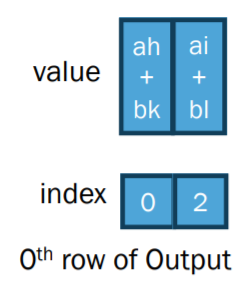 value
ah ai
+ +
bk bl
index
0 2
0th row of Output